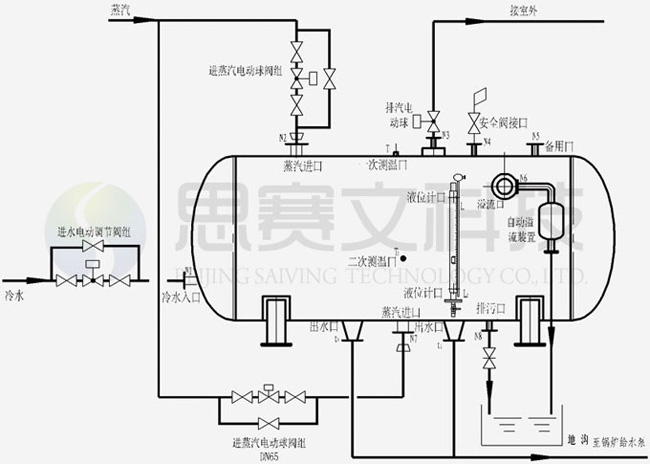 蒸汽
接室外
进蒸汽电动球阀组
排汽电
动球
安全阀接口
备用口
N2
N3
N4
N5
蒸汽进口
T
一次测温口
N6
溢流口
液位计口
自动溢
流装置
思赛文科技
BEIJING SAIVING TECHNOLOGY CO., LTD.
进水电动调节阀组
N1
冷水
冷水入口
二次测温口
液位计口
蒸汽进口
排污口
出水口
出水口
N7
N8
进蒸汽电动球阀组
DN65
地沟
至锅炉给水泵